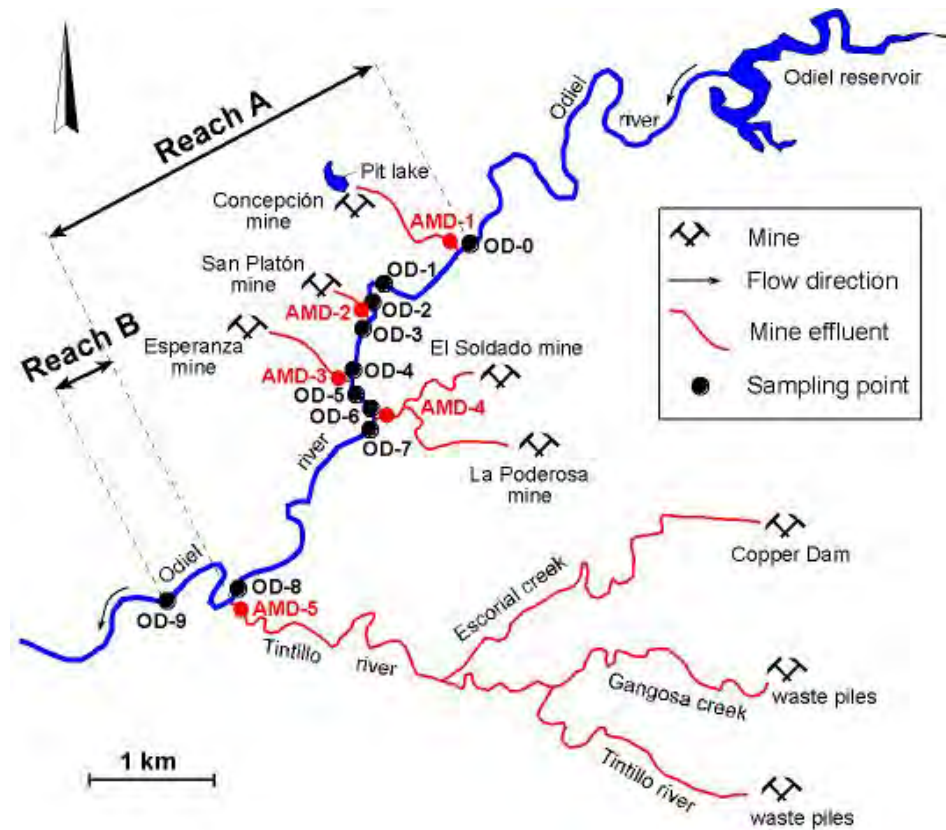 Odiel reservoir
Odiel
river
Reach A
Pit lake
Concepción
mine
AMD-1
OD-0
San Platón
mine
OD-1
OD-2
AMD-2
OD-3
Reach B
Esperanza
mine
El Soldado mine
AMD-3
OD-4
OD-5
AMD-4
OD-6
OD-7
river
La Poderosa
mine
Mine
Flow direction
Mine effluent
Sampling point
Copper Dam
Escorial creek
Odiel
OD-8
AMD-5
OD-9
Tintillo
river
Gangosa creek
waste piles
Tintillo river
waste piles
1 km